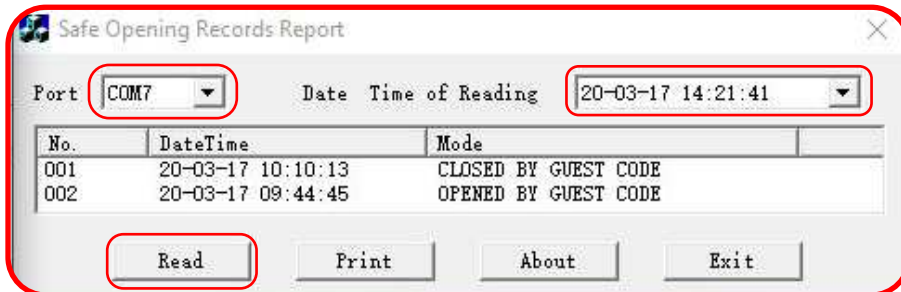 Safe Opening Records Report
Port COM7 Date Time of Reading 20-03-17 14:21:41
No. DateTime Mode
001 20-03-17 10:10:13 CLOSED BY GUEST CODE
002 20-03-17 09:44:45 OPENED BY GUEST CODE
Read Print About Exit